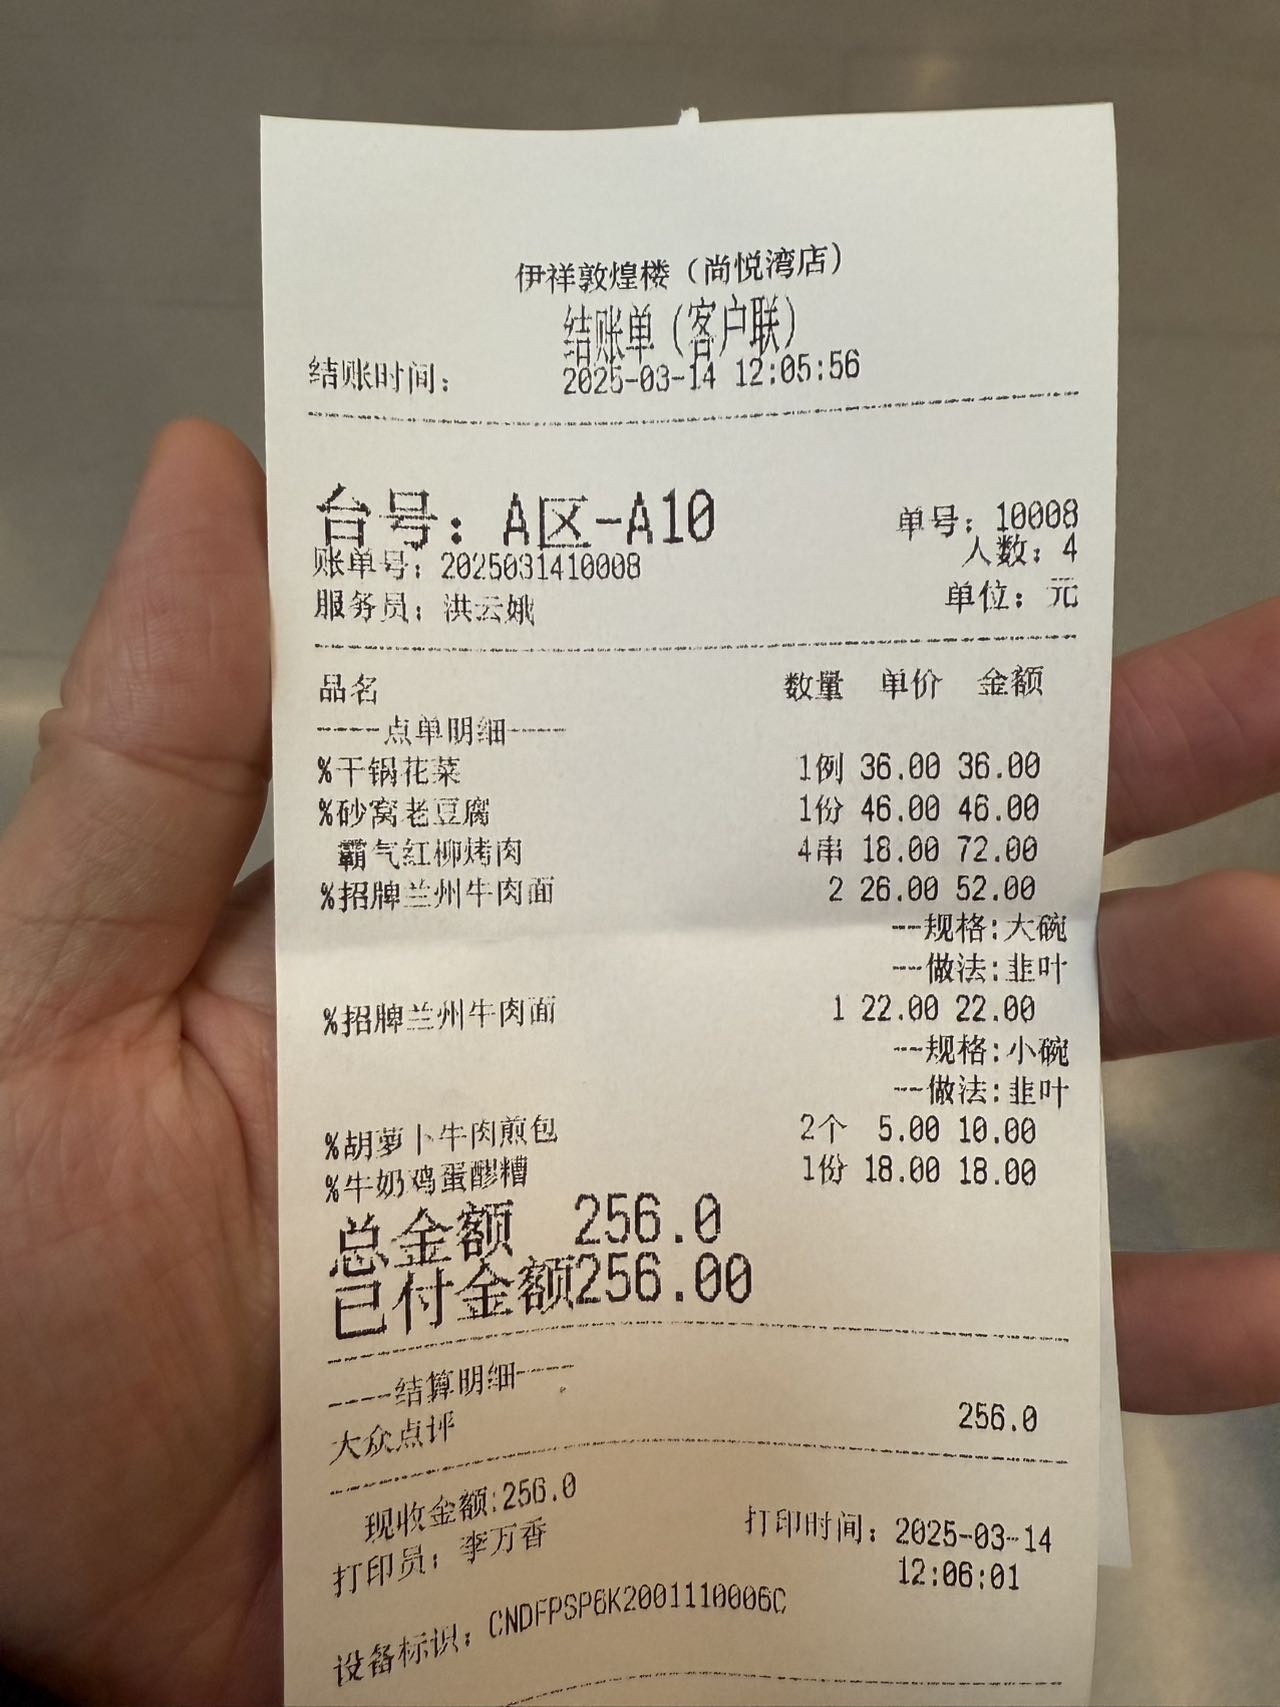 伊祥敦煌楼（尚悦湾店）
结账单（客户联）
结账时间： 2025-03-14 12:05:56
台号：A区-A10 单号：10008
账单号：2025031410008 人数：4
服务员：洪云娥 单位：元
品名 数量 单价 金额
----点单明细----
%干锅花菜 1例 36.00 36.00
%砂窝老豆腐 1份 46.00 46.00
霸气红柳烤肉 4串 18.00 72.00
%招牌兰州牛肉面 2 26.00 52.00
--规格:大碗
--做法:韭叶
%招牌兰州牛肉面 1 22.00 22.00
--规格:小碗
--做法:韭叶
%胡萝卜牛肉煎包 2个 5.00 10.00
%牛奶鸡蛋醪糟 1份 18.00 18.00
总金额 256.0
已付金额256.00
----结算明细----
大众点评 256.0
现收金额:256.0
打印员：李万香 打印时间：2025-03-14
12:06:01
设备标识：CNDFPSP6K2001110006C